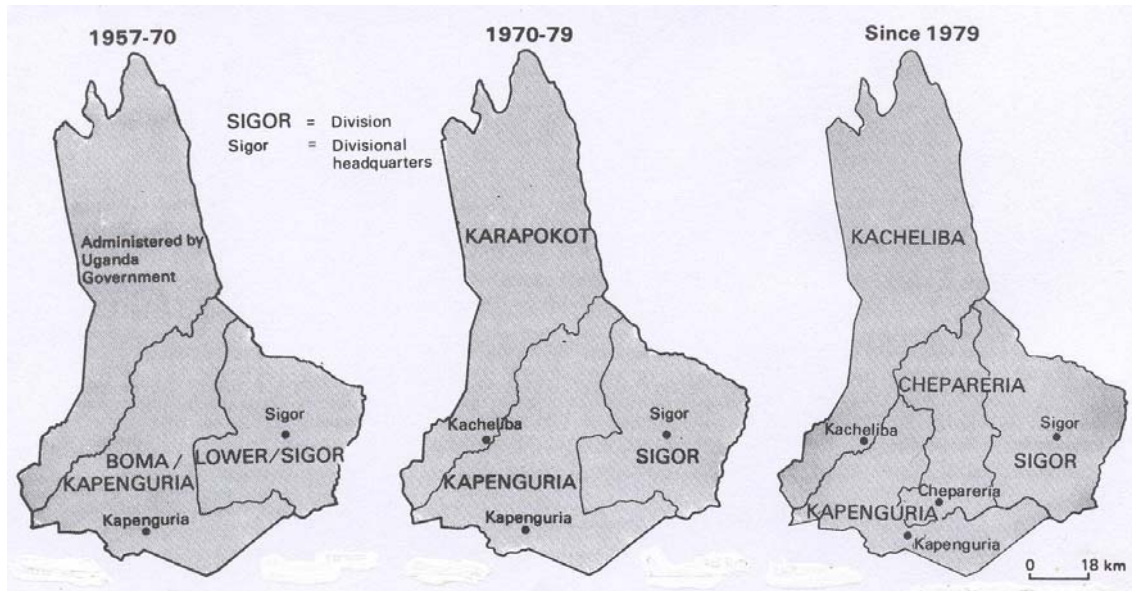 1957-70
SIGOR = Division
Sigor = Divisional
headquarters
Administered by
Uganda
Government
Sigor
BOMA /
KAPENGURIA
LOWER/SIGOR
Kapenguria
1970-79
KARAPOKOT
Kacheliba
Sigor
KAPENGURIA
SIGOR
Kapenguria
Since 1979
KACHELIBA
CHEPARERIA
Kacheliba
Sigor
SIGOR
Chepareria
KAPENGURIA
Kapenguria
0 18 km